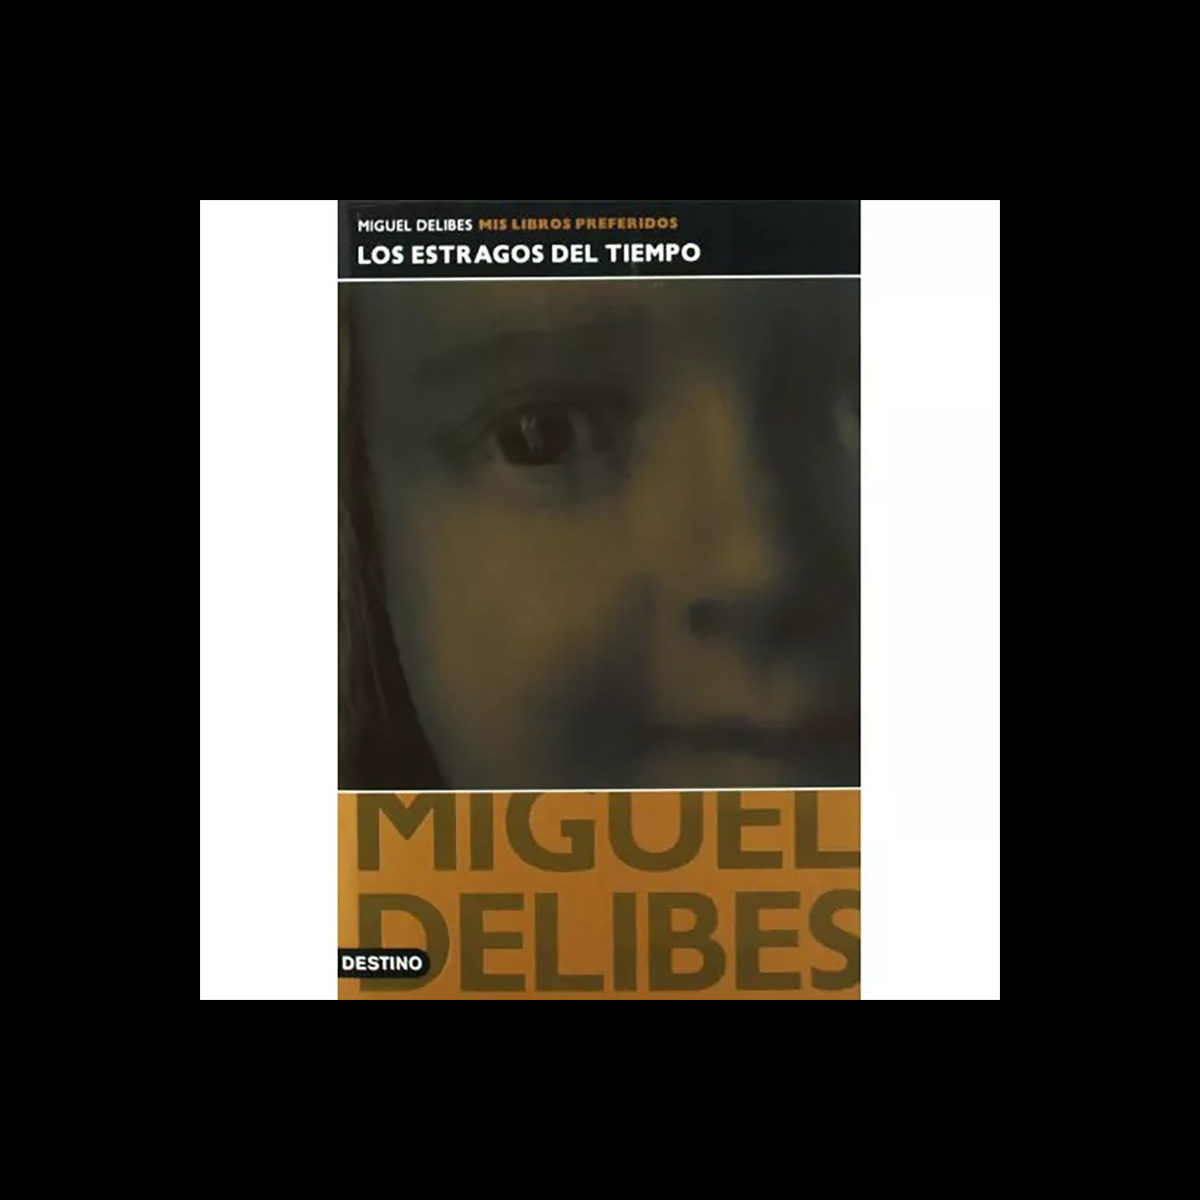 MIGUEL DELIBES MIS LIBROS PREFERIDOS
LOS ESTRAGOS DEL TIEMPO
MIGUEL
DELIBES
DESTINO